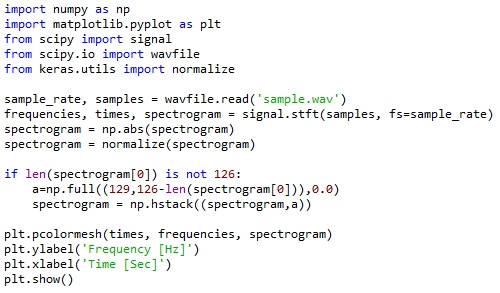 import numpy as np
import matplotlib.pyplot as plt
from scipy import signal
from scipy.io import wavfile
from keras.utils import normalize

sample_rate, samples = wavfile.read('sample.wav')
frequencies, times, spectrogram = signal.stft(samples, fs=sample_rate)
spectrogram = np.abs(spectrogram)
spectrogram = normalize(spectrogram)

if len(spectrogram[0]) is not 126:
    a=np.full((129,126-len(spectrogram[0])),0.0)
    spectrogram = np.hstack((spectrogram,a))

plt.pcolormesh(times, frequencies, spectrogram)
plt.ylabel('Frequency [Hz]')
plt.xlabel('Time [Sec]')
plt.show()